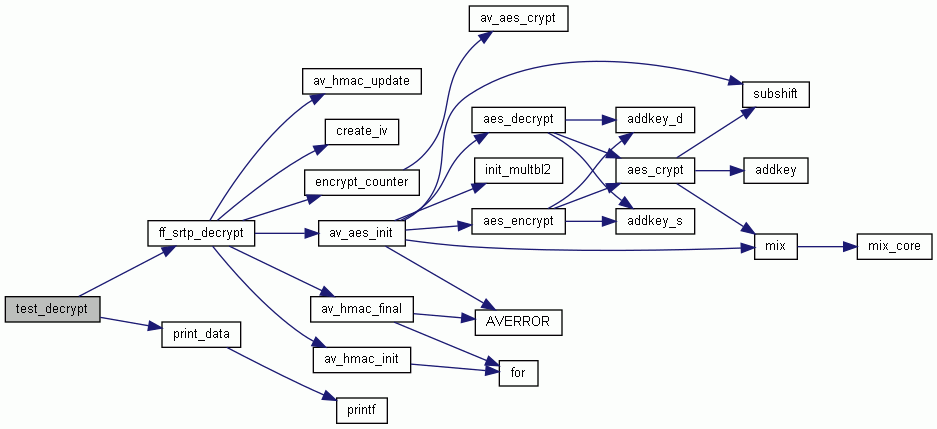 av_aes_crypt
av_hmac_update
subshift
aes_decrypt
addkey_d
create_iv
init_multbl2
aes_crypt
addkey
encrypt_counter
aes_encrypt
addkey_s
ff_srtp_decrypt
av_aes_init
mix
mix_core
test_decrypt
av_hmac_final
AVERROR
print_data
av_hmac_init
for
printf